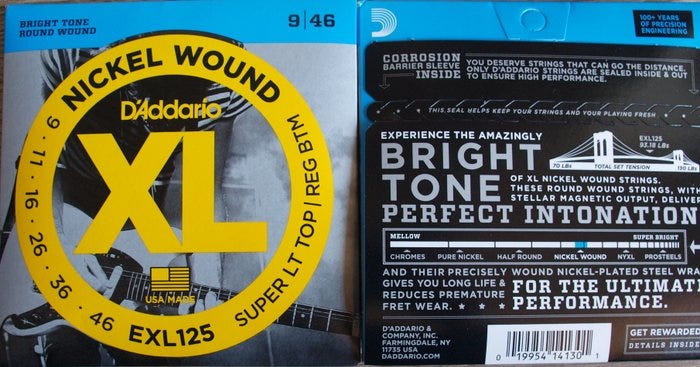 BRIGHT TONE
ROUND WOUND
9|46
NICKEL WOUND
D'Addario
XL
9 · 11 · 16 · 26 · 36 · 46
USA MADE
EXL125
SUPER LT TOP | REG BTM
100+ YEARS
OF PRECISION
ENGINEERING
CORROSION
BARRIER SLEEVE
INSIDE
YOU DESERVE STRINGS THAT CAN GO THE DISTANCE.
ONLY D'ADDARIO STRINGS ARE SEALED INSIDE & OUT
TO ENSURE HIGH PERFORMANCE.
THIS SEAL HELPS KEEP YOUR STRINGS AND YOUR PLAYING FRESH
EXPERIENCE THE AMAZINGLY
BRIGHT
TONE
EXL125
93.18 LBs
70 LBs
TOTAL SET TENSION
130 LBs
OF XL NICKEL WOUND STRINGS.
THESE ROUND WOUND STRINGS, WITH
STELLAR MAGNETIC OUTPUT, DELIVER
PERFECT INTONATION
MELLOW
SUPER BRIGHT
CHROMES
PURE NICKEL
HALF ROUND
NICKEL WOUND
NYXL
PROSTEELS
AND THEIR PRECISELY WOUND NICKEL-PLATED STEEL WRA
GIVES YOU LONG LIFE &
REDUCES PREMATURE
FRET WEAR.
FOR THE ULTIMAT
PERFORMANCE.
D'ADDARIO &
COMPANY, INC.
FARMINGDALE, NY
11735 USA
DADDARIO.COM
0 19954 14130 1
GET REWARDED
DETAILS INSIDE